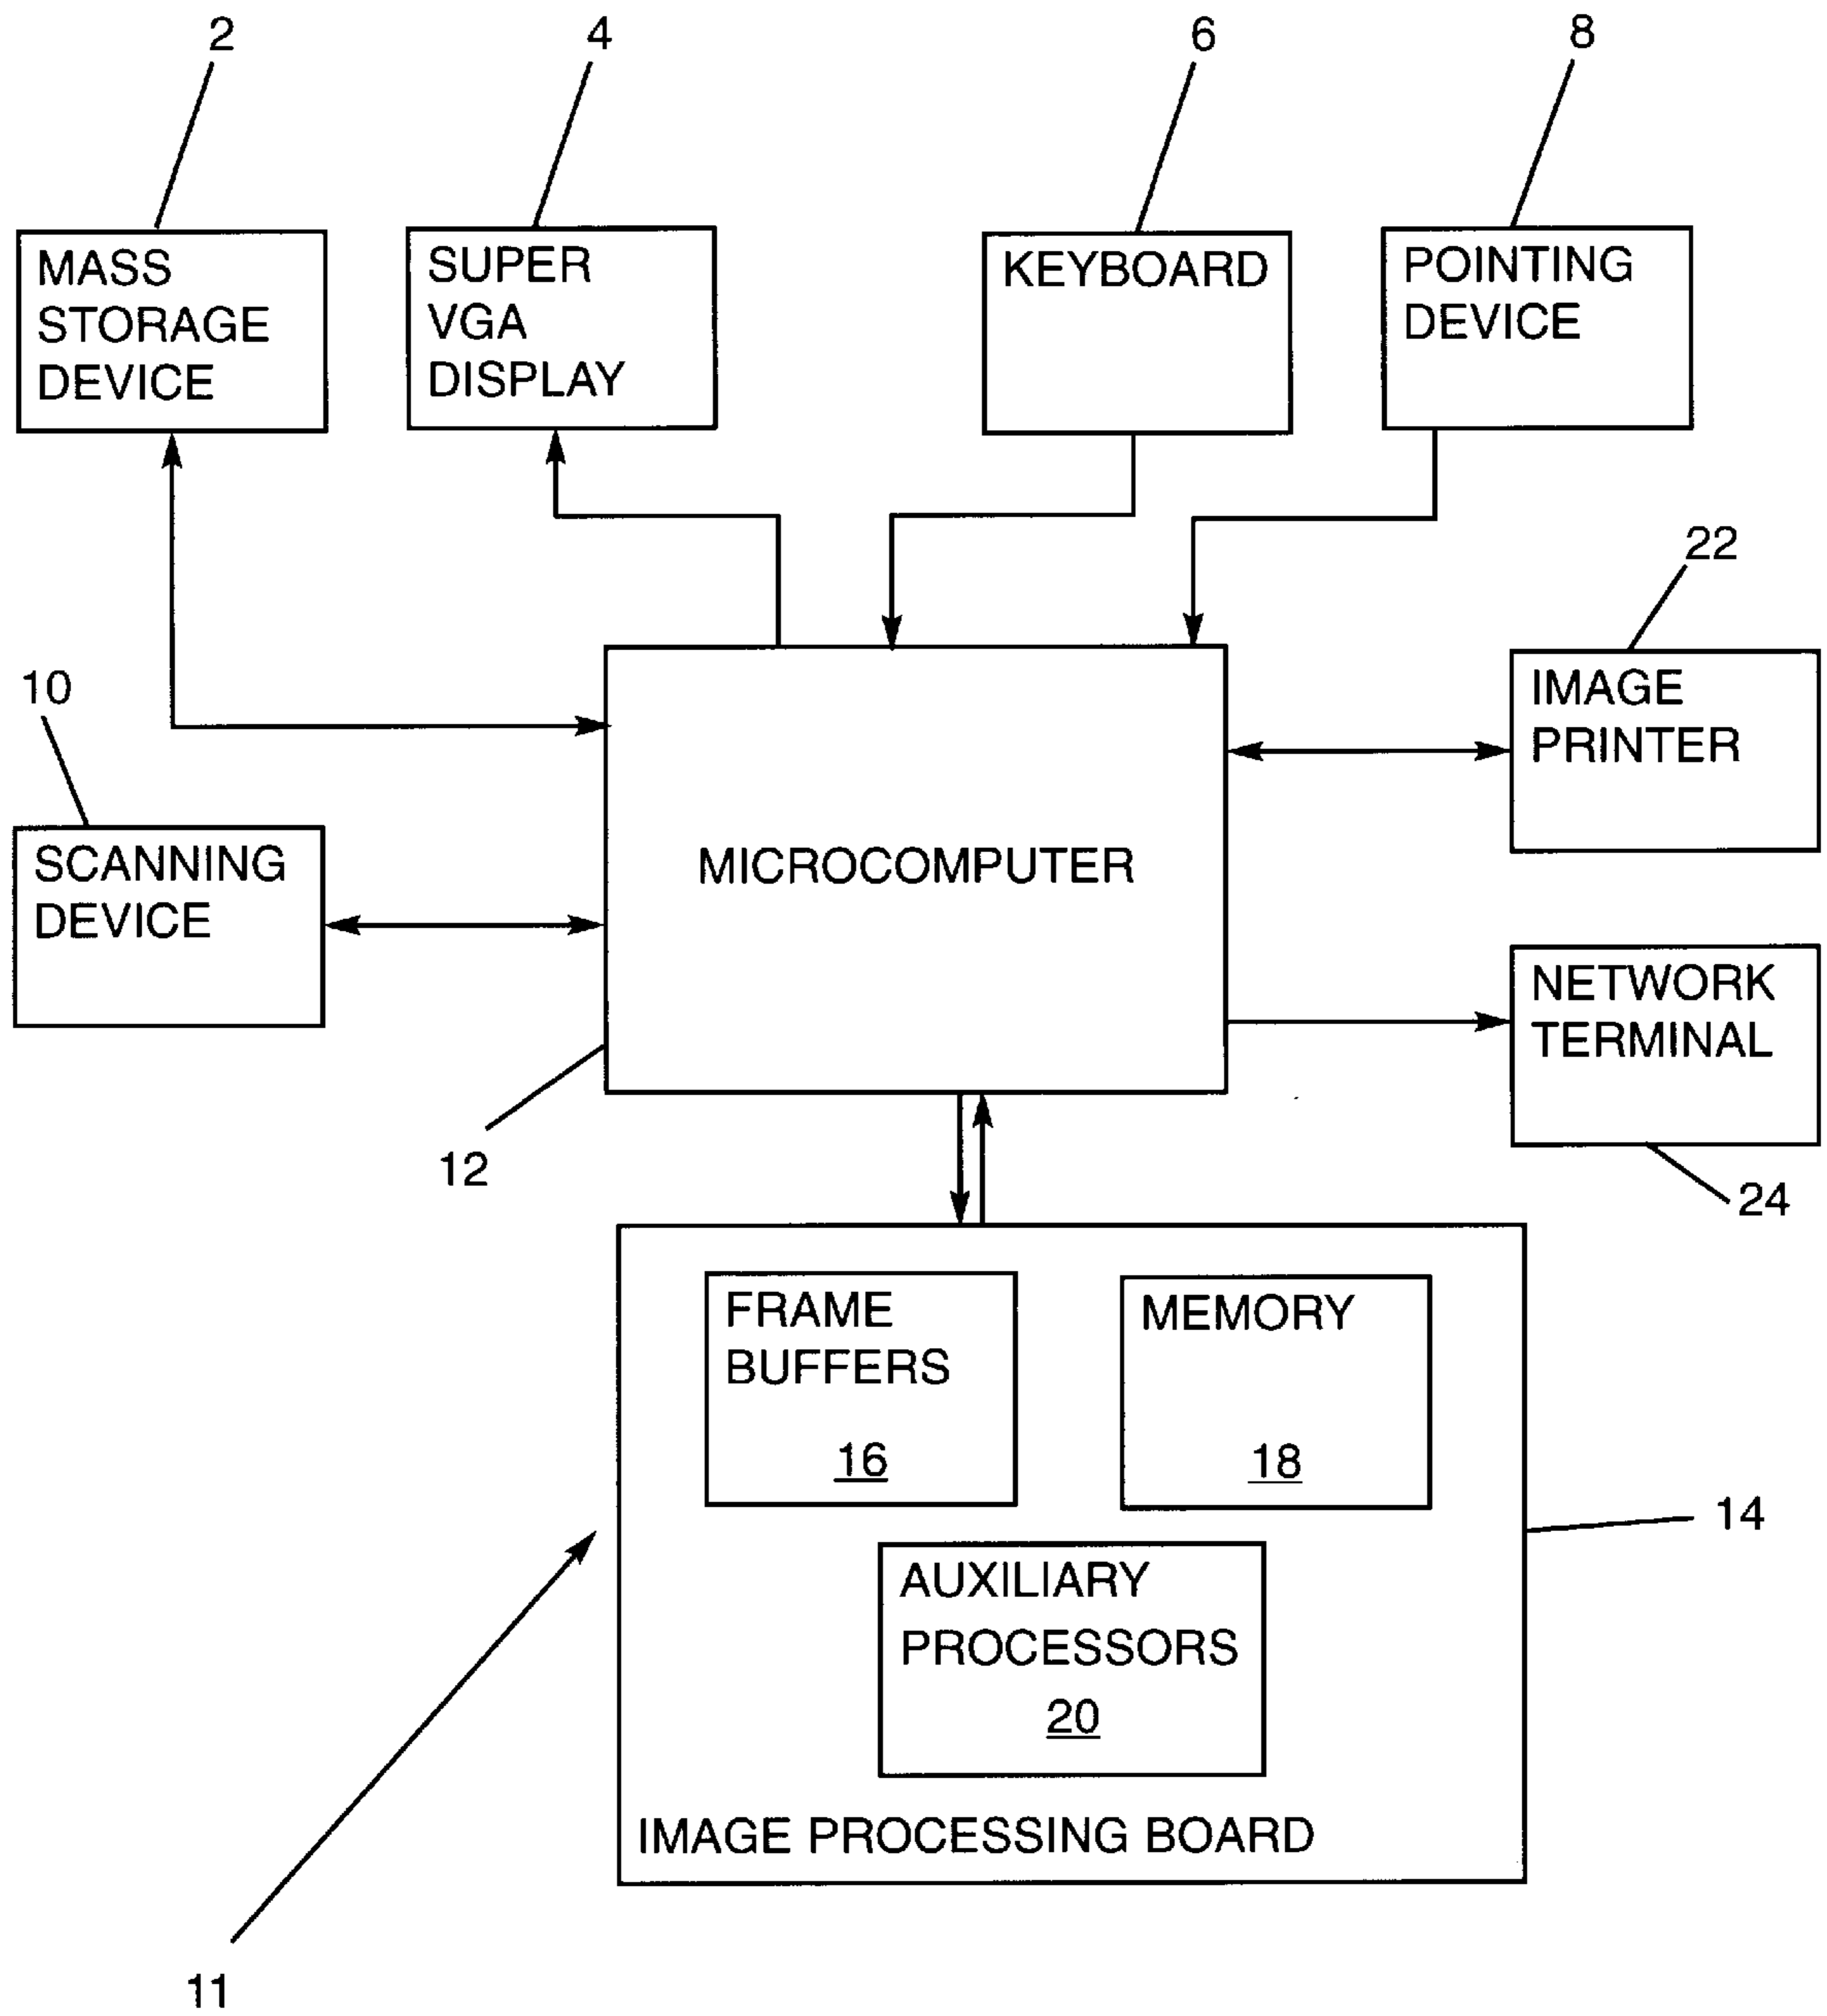 2
4
6
8
MASS
STORAGE
DEVICE
SUPER
VGA
DISPLAY
KEYBOARD
POINTING
DEVICE
22
10
IMAGE
PRINTER
SCANNING
DEVICE
MICROCOMPUTER
NETWORK
TERMINAL
12
24
FRAME
BUFFERS
16
MEMORY
18
14
AUXILIARY
PROCESSORS
20
IMAGE PROCESSING BOARD
11